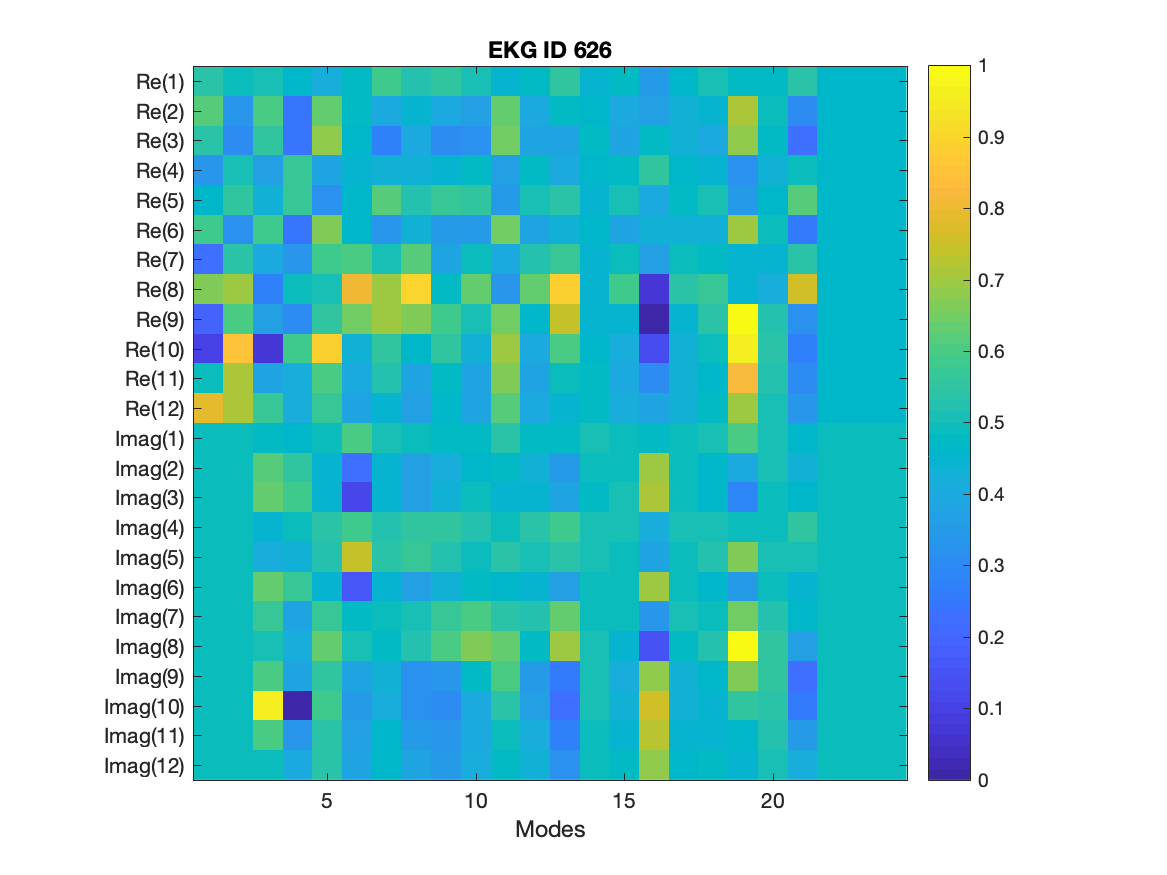 EKG ID 626
Re(1)
Re(2)
Re(3)
Re(4)
Re(5)
Re(6)
Re(7)
Re(8)
Re(9)
Re(10)
Re(11)
Re(12)
Imag(1)
Imag(2)
Imag(3)
Imag(4)
Imag(5)
Imag(6)
Imag(7)
Imag(8)
Imag(9)
Imag(10)
Imag(11)
Imag(12)
5 10 15 20
Modes
1
0.9
0.8
0.7
0.6
0.5
0.4
0.3
0.2
0.1
0